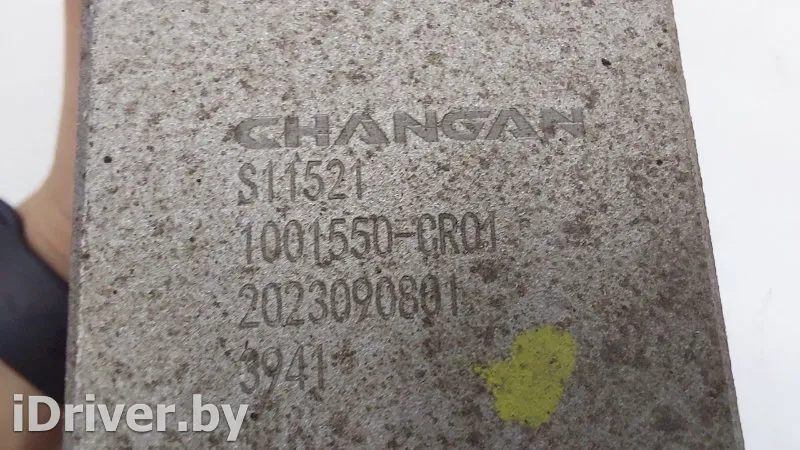 CHANGAN
S11521
1001550-CR01
2023090801
3941
iDriver.by